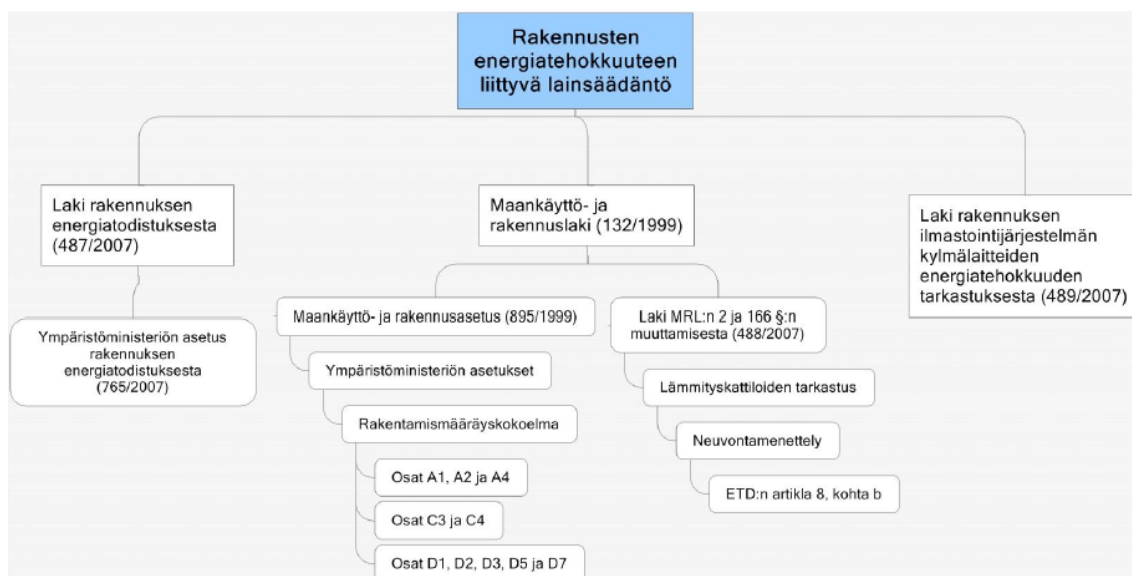 Rakennusten
energiatehokkuuteen
liittyvä lainsäädäntö
Laki rakennuksen
energiatodistuksesta
(487/2007)
Maankäyttö- ja
rakennuslaki (132/1999)
Laki rakennuksen
ilmastointijärjestelmän
kylmälaitteiden
energiatehokkuuden
tarkastuksesta (489/2007)
Ympäristöministeriön asetus
rakennuksen
energiatodistuksesta
(765/2007)
Maankäyttö- ja rakennusasetus (895/1999)
Ympäristöministeriön asetukset
Rakentamismääräyskokoelma
Osat A1, A2 ja A4
Osat C3 ja C4
Osat D1, D2, D3, D5 ja D7
Laki MRL:n 2 ja 166 §:n
muuttamisesta (488/2007)
Lämmityskattiloiden tarkastus
Neuvontamenettely
ETD:n artikla 8, kohta b